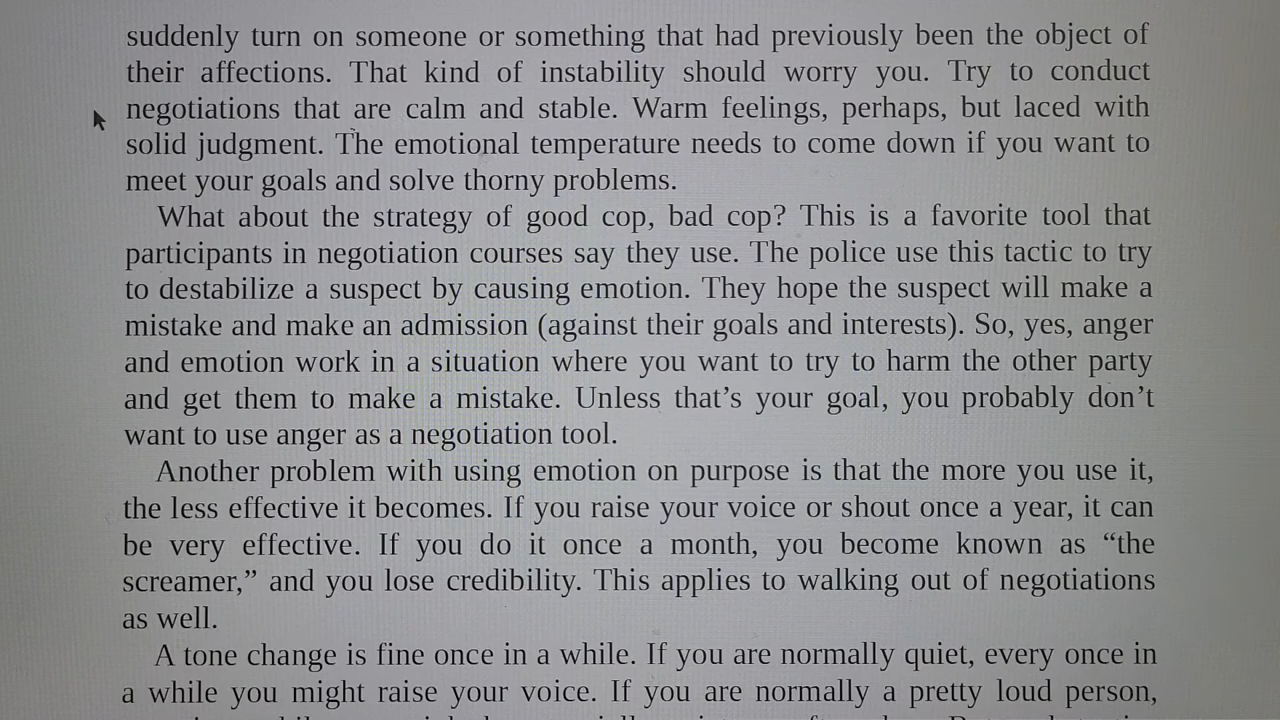 suddenly turn on someone or something that had previously been the object of
their affections. That kind of instability should worry you. Try to conduct
negotiations that are calm and stable. Warm feelings, perhaps, but laced with
solid judgment. The emotional temperature needs to come down if you want to
meet your goals and solve thorny problems.
What about the strategy of good cop, bad cop? This is a favorite tool that
participants in negotiation courses say they use. The police use this tactic to try
to destabilize a suspect by causing emotion. They hope the suspect will make a
mistake and make an admission (against their goals and interests). So, yes, anger
and emotion work in a situation where you want to try to harm the other party
and get them to make a mistake. Unless that’s your goal, you probably don’t
want to use anger as a negotiation tool.
Another problem with using emotion on purpose is that the more you use it,
the less effective it becomes. If you raise your voice or shout once a year, it can
be very effective. If you do it once a month, you become known as “the
screamer,” and you lose credibility. This applies to walking out of negotiations
as well.
A tone change is fine once in a while. If you are normally quiet, every once in
a while you might raise your voice. If you are normally a pretty loud person,